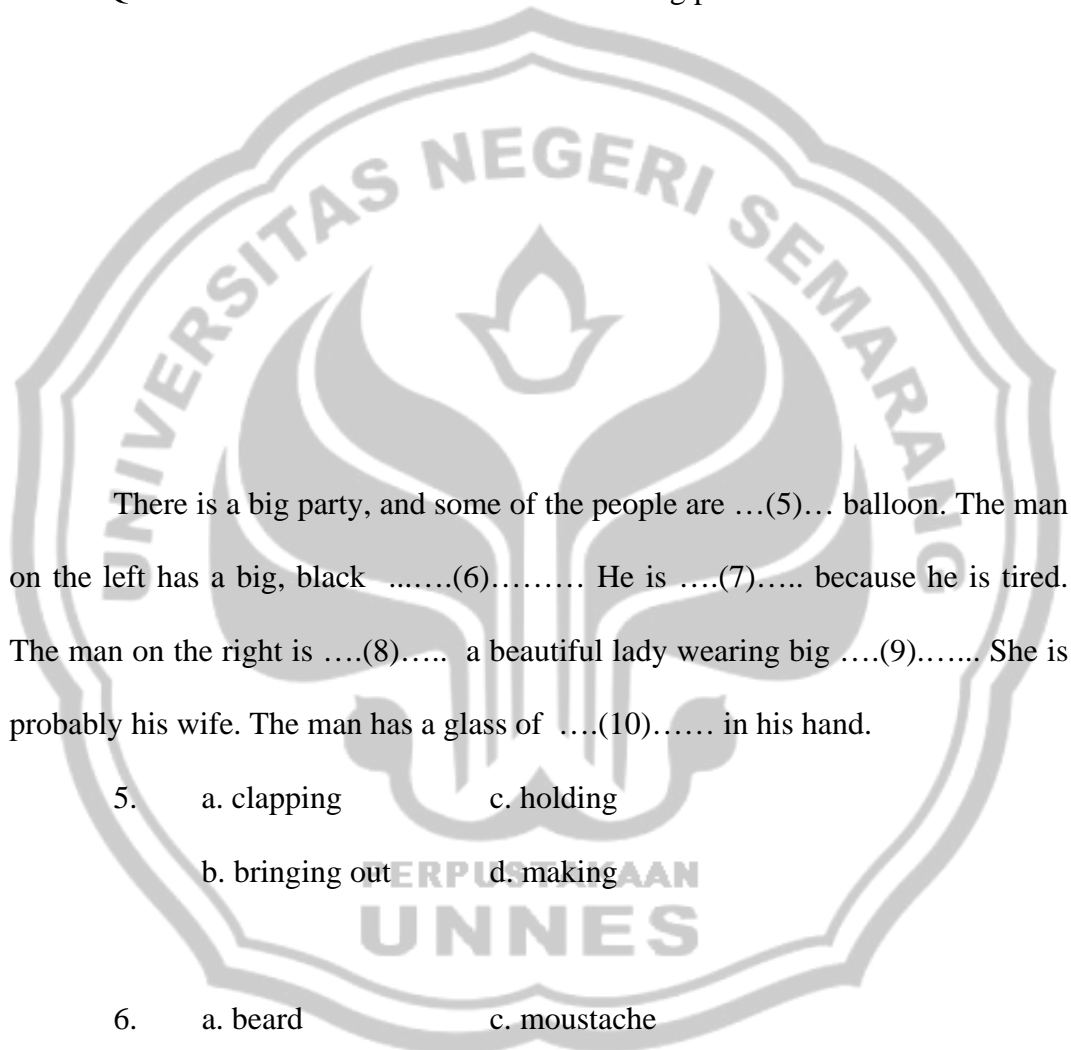 UNIVERSITAS NEGERI SEMARANG
There is a big party, and some of the people are …(5)… balloon. The man
on the left has a big, black ...….(6)……… He is ….(7)….. because he is tired.
The man on the right is ….(8)….. a beautiful lady wearing big ….(9)…….. She is
probably his wife. The man has a glass of ….(10)…… in his hand.
5. a. clapping c. holding
b. bringing out d. making
PERPUSTAKAAN
UNNES
6. a. beard c. moustache